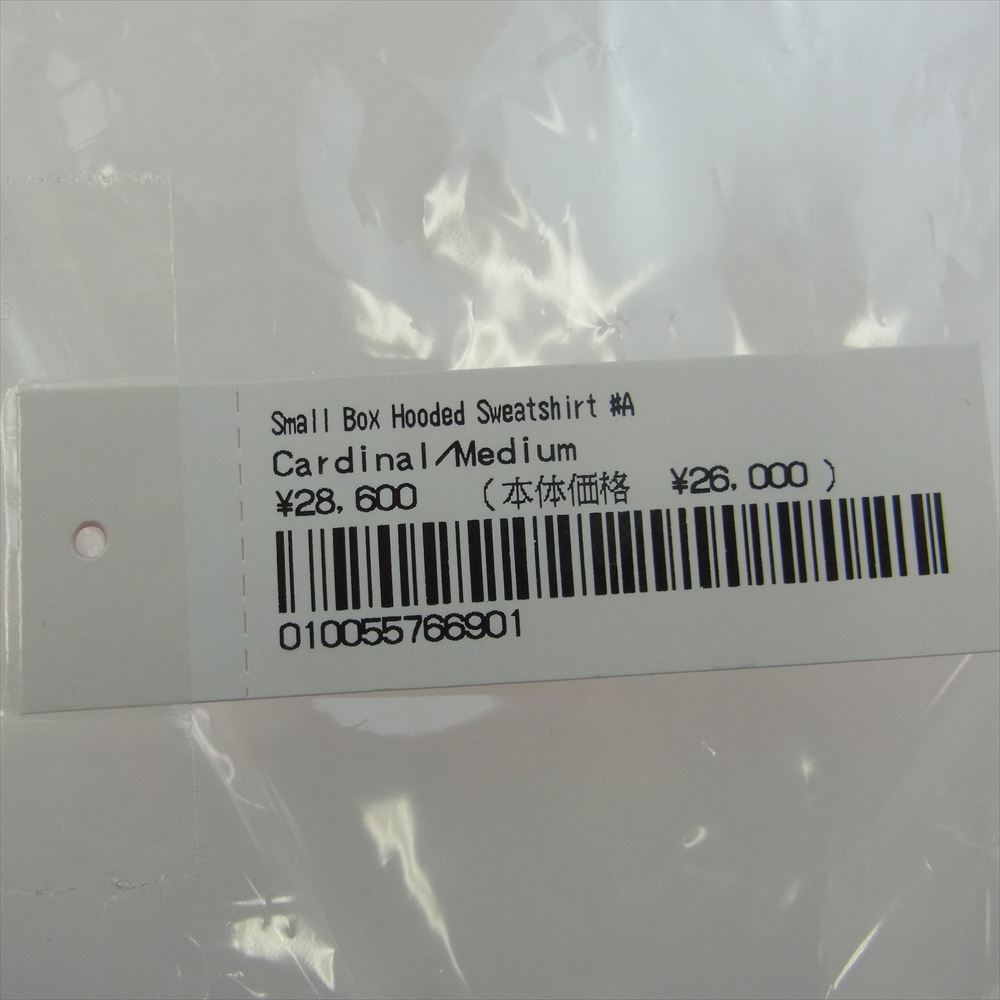 Small Box Hooded Sweatshirt #A
Cardinal/Medium
¥28,600 (本体価格 ¥26,000)
010055766901